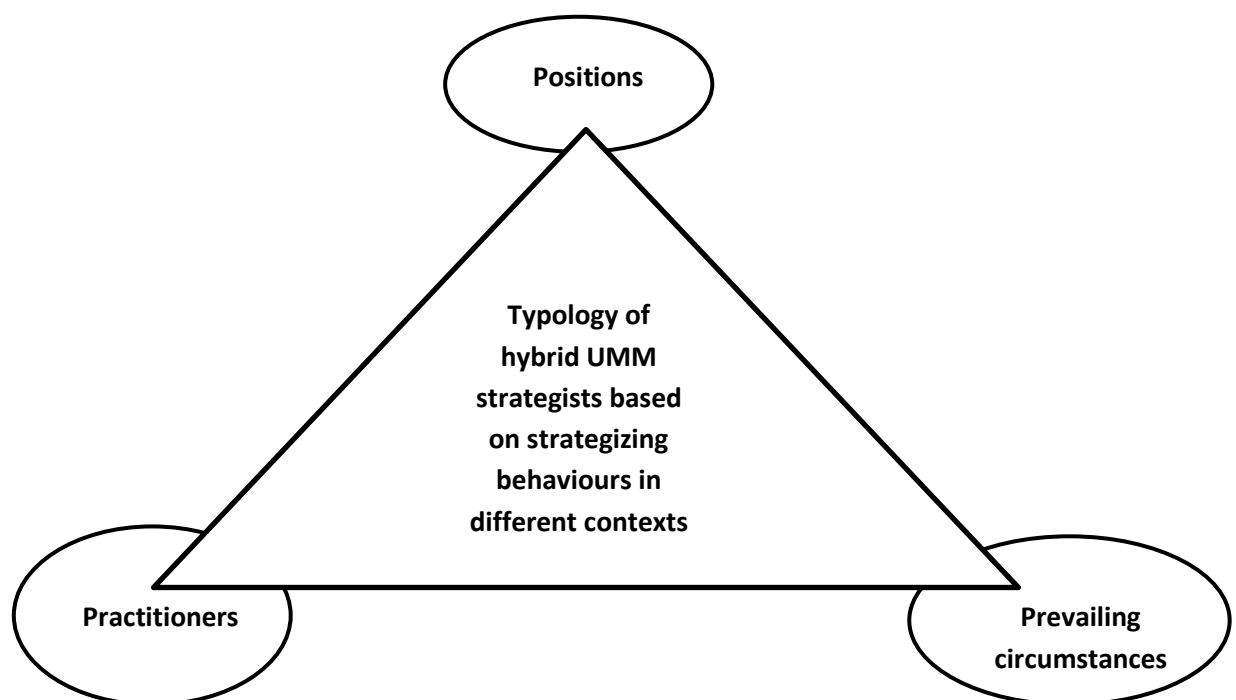 Positions
Typology of
hybrid UMM
strategists based
on strategizing
behaviours in
different contexts
Practitioners
Prevailing
circumstances